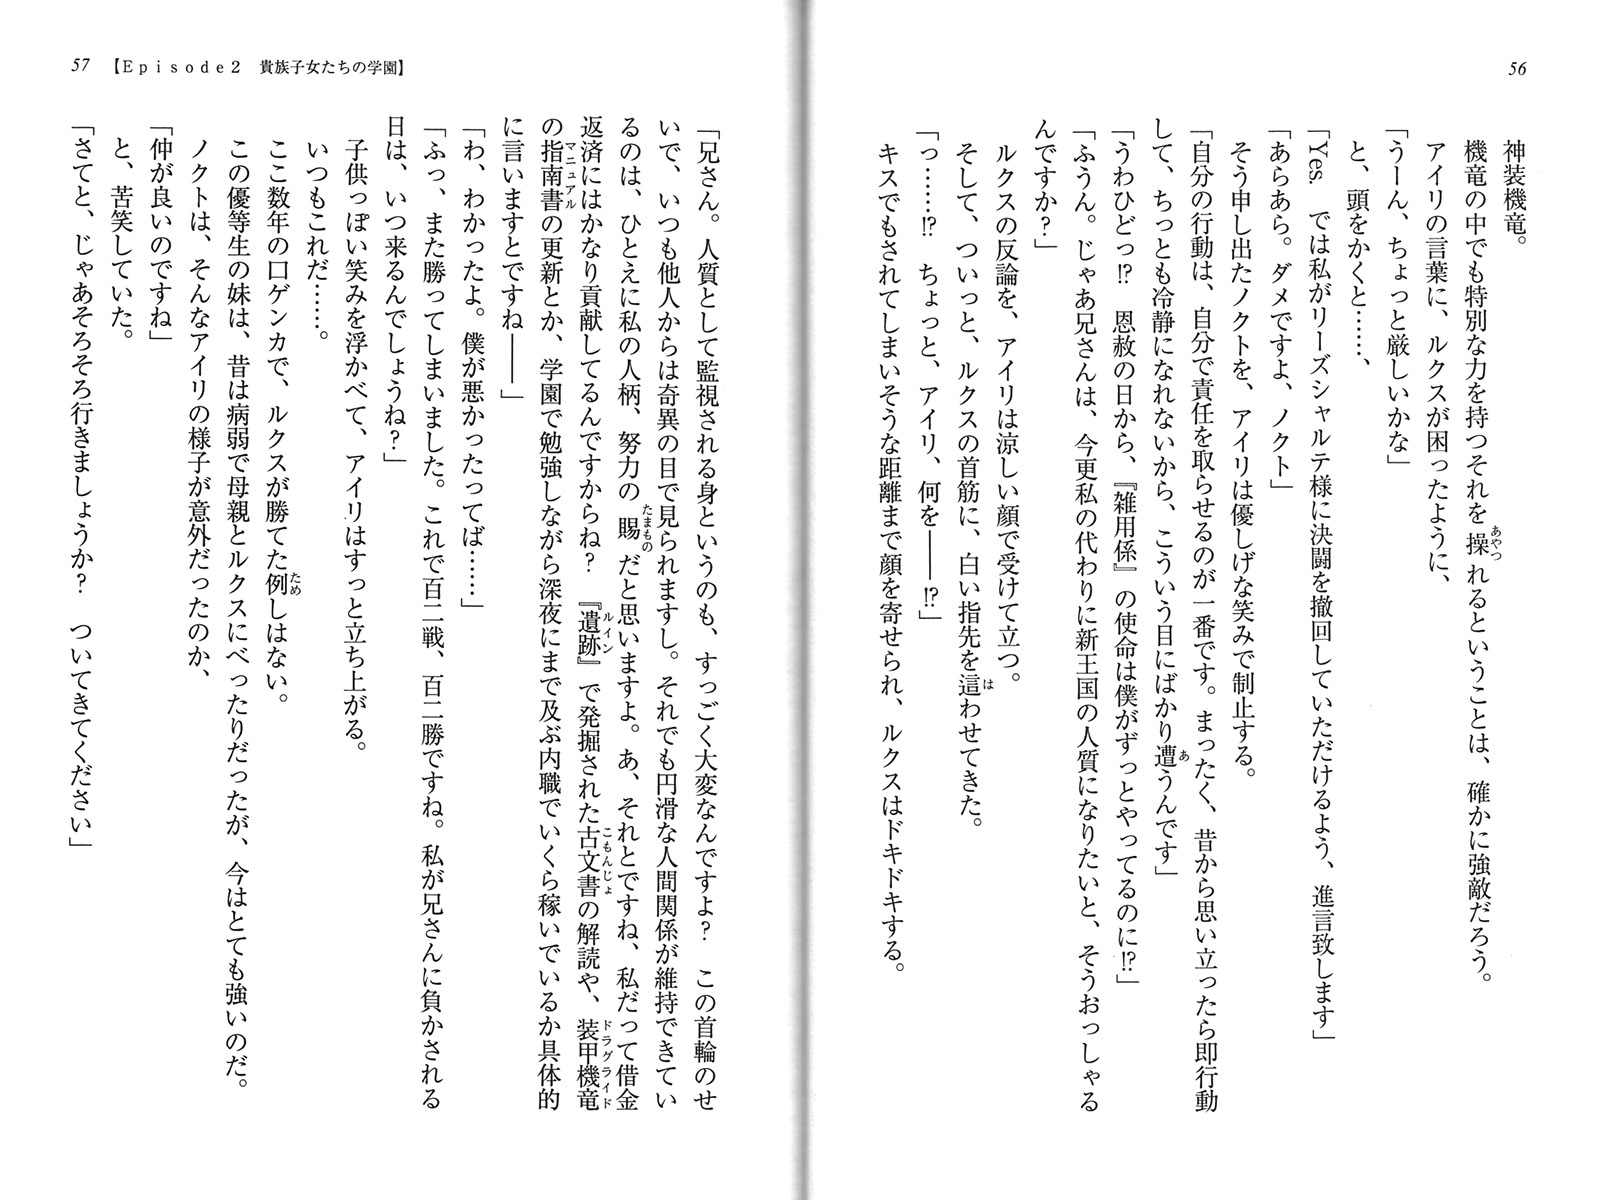 56
神装機竜。
機竜の中でも特別な力を持つそれを操れるということは、確かに強敵だろう。
アイリの言葉に、ルクスが困ったように、
「うーん、ちょっと厳しいかな」
と、頭をかくと……、
「Yes. では私がリーズシャルテ様に決闘を撤回していただけるよう、進言致します」
「あらあら。ダメですよ、ノクト」
そう申し出たノクトを、アイリは優しげな笑みで制止する。
「自分の行動は、自分で責任を取らせるのが一番です。まったく、昔から思い立ったら即行動
して、ちっとも冷静になれないから、こういう目にばかり遭うんです」
「うわひどっ!? 恩赦の日から、『雑用係』の使命は僕がずっとやってるのに!?」
「ふうん。じゃあ兄さんは、今更私の代わりに新王国の人質になりたいと、そうおっしゃる
んですか？」
ルクスの反論を、アイリは涼しい顔で受けて立つ。
そして、ついっと、ルクスの首筋に、白い指先を這わせてきた。
「っ……!? ちょっと、アイリ、何を――!?」
キスでもされてしまいそうな距離まで顔を寄せられ、ルクスはドキドキする。
57 【Episode2 貴族子女たちの学園】
「兄さん。人質として監視される身というのも、すっごく大変なんですよ？ この首輪のせ
いで、いつも他人からは奇異の目で見られますし。それでも円滑な人間関係が維持できてい
るのは、ひとえに私の人柄、努力の賜だと思いますよ。あ、それとですね、私だって借金
返済にはかなり貢献してるんですからね？ 『遺跡』で発掘された古文書の解読や、装甲機竜
の指南書の更新とか、学園で勉強しながら深夜にまで及ぶ内職でいくら稼いでいるか具体的
に言いますとですね――」
「わ、わかったよ。僕が悪かったってば……」
「ふっ、また勝ってしまいました。これで百二戦、百二勝ですね。私が兄さんに負かされる
日は、いつ来るんでしょうね？」
子供っぽい笑みを浮かべて、アイリはすっと立ち上がる。
いつもこれだ……。
ここ数年の口ゲンカで、ルクスが勝てた例しはない。
この優等生の妹は、昔は病弱で母親とルクスにべったりだったが、今はとても強いのだ。
ノクトは、そんなアイリの様子が意外だったのか、
「仲が良いのですね」
と、苦笑していた。
「さてと、じゃあそろそろ行きましょうか？ ついてきてください」